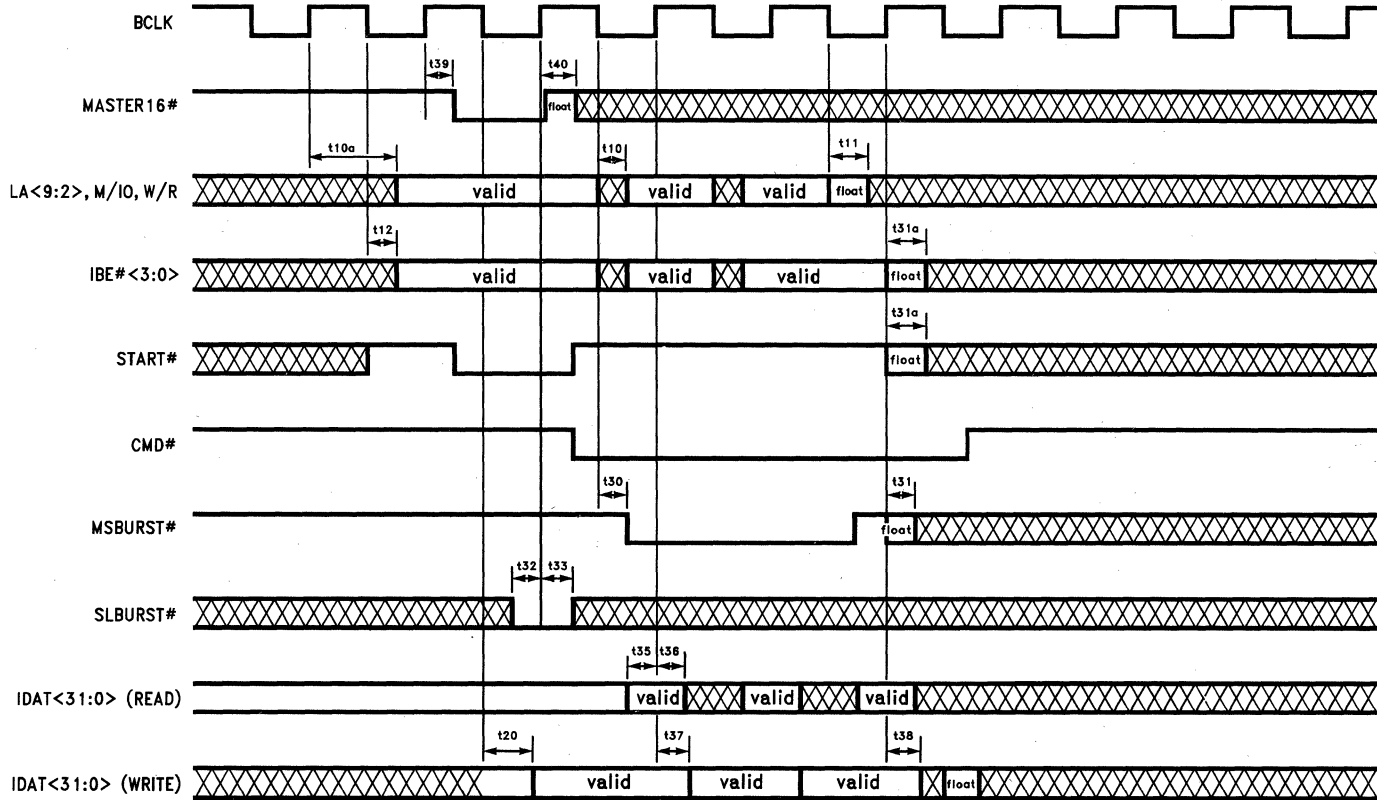 BCLK
t39 t40
MASTER16# float
t10a t10 t11
LA<9:2>, M/IO, W/R valid valid valid float
t12 t31a
IBE#<3:0> valid valid valid float
t31a
START# float
CMD#
t30 t31
MSBURST# float
t32 t33
SLBURST#
t35 t36
IDAT<31:0> (READ) valid valid valid
t20 t37 t38
IDAT<31:0> (WRITE) valid valid valid float